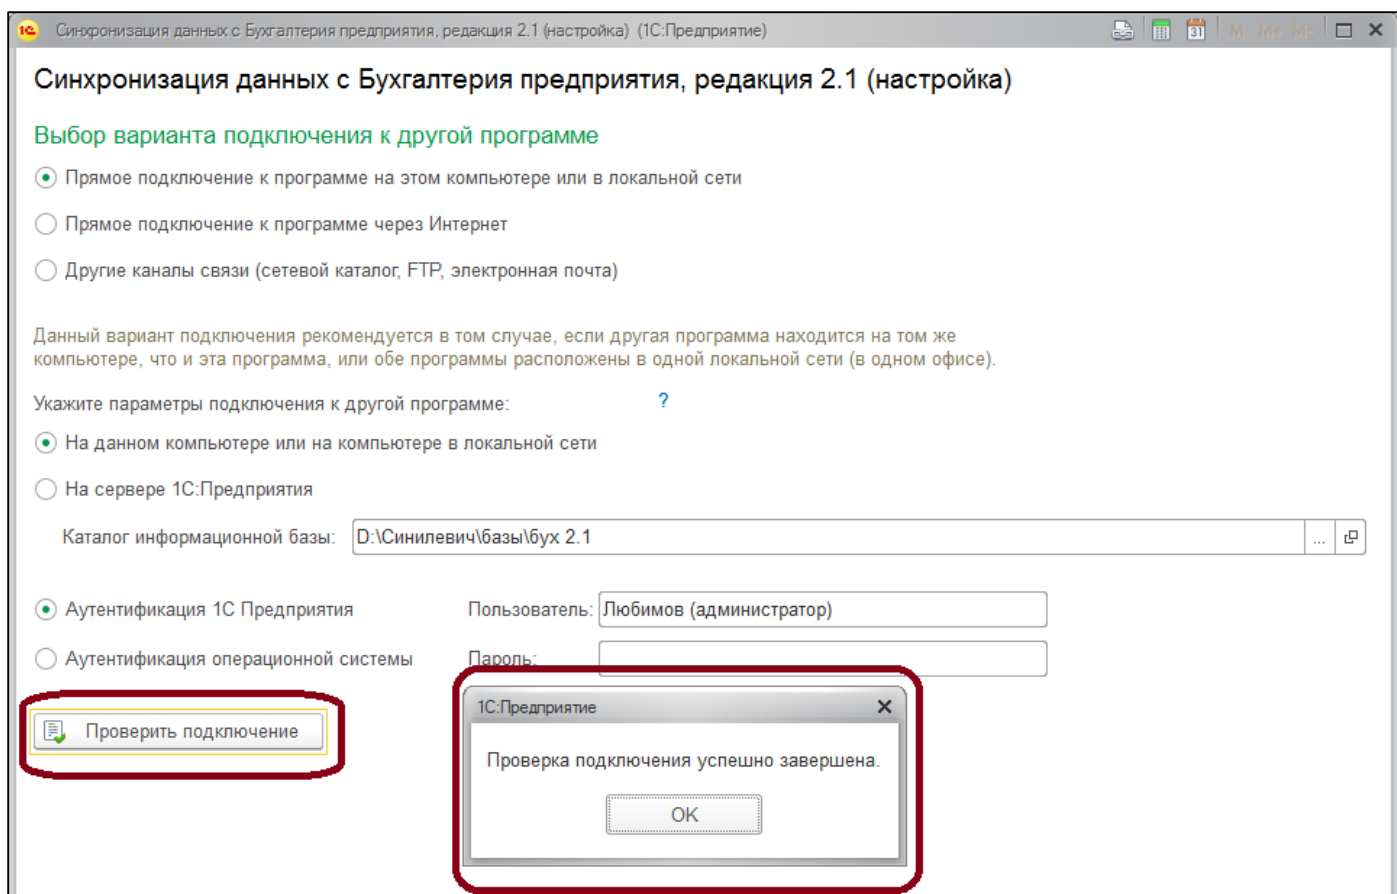 1С Синхронизация данных с Бухгалтерия предприятия, редакция 2.1 (настройка) (1С:Предприятие) 31 M M+ M-
Синхронизация данных с Бухгалтерия предприятия, редакция 2.1 (настройка)
Выбор варианта подключения к другой программе
Прямое подключение к программе на этом компьютере или в локальной сети
Прямое подключение к программе через Интернет
Другие каналы связи (сетевой каталог, FTP, электронная почта)
Данный вариант подключения рекомендуется в том случае, если другая программа находится на том же
компьютере, что и эта программа, или обе программы расположены в одной локальной сети (в одном офисе).
Укажите параметры подключения к другой программе: ?
На данном компьютере или на компьютере в локальной сети
На сервере 1С:Предприятия
Каталог информационной базы: D:\Синилевич\базы\бух 2.1 ...
Аутентификация 1С Предприятия Пользователь: Любимов (администратор)
Аутентификация операционной системы Пароль:
1С:Предприятие
Проверить подключение
Проверка подключения успешно завершена.
OK